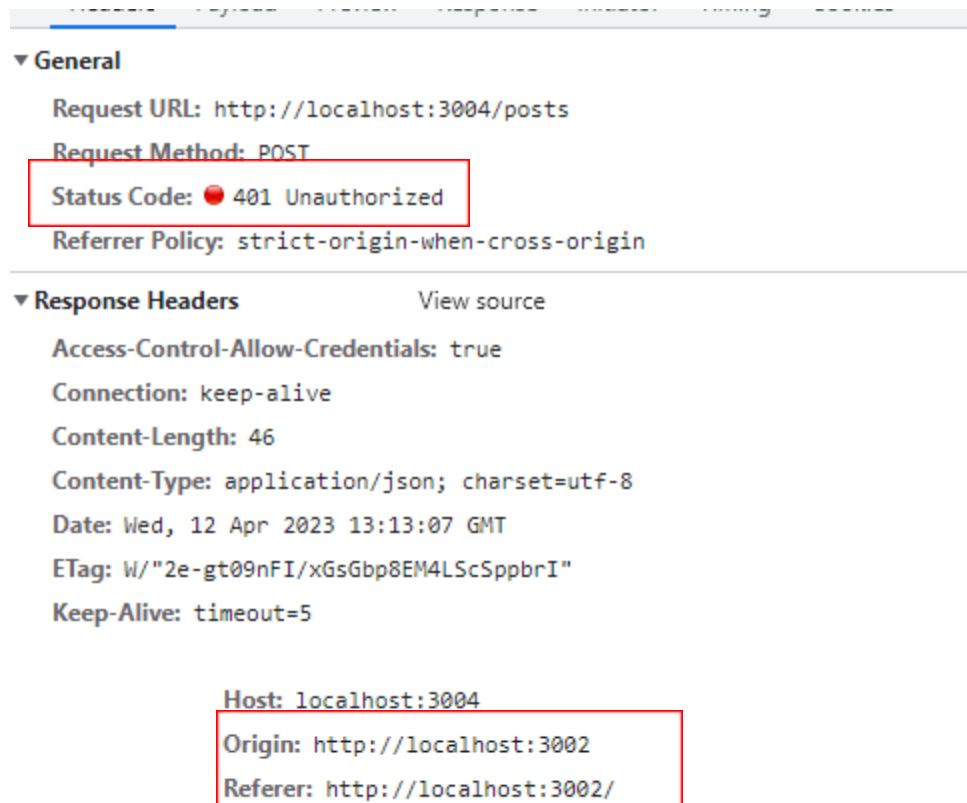 General
Request URL: http://localhost:3004/posts
Request Method: POST
Status Code: 401 Unauthorized
Referrer Policy: strict-origin-when-cross-origin
Response Headers View source
Access-Control-Allow-Credentials: true
Connection: keep-alive
Content-Length: 46
Content-Type: application/json; charset=utf-8
Date: Wed, 12 Apr 2023 13:13:07 GMT
ETag: W/"2e-gt09nFI/xGsGbp8EM4LScSppbrI"
Keep-Alive: timeout=5
Host: localhost:3004
Origin: http://localhost:3002
Referer: http://localhost:3002/